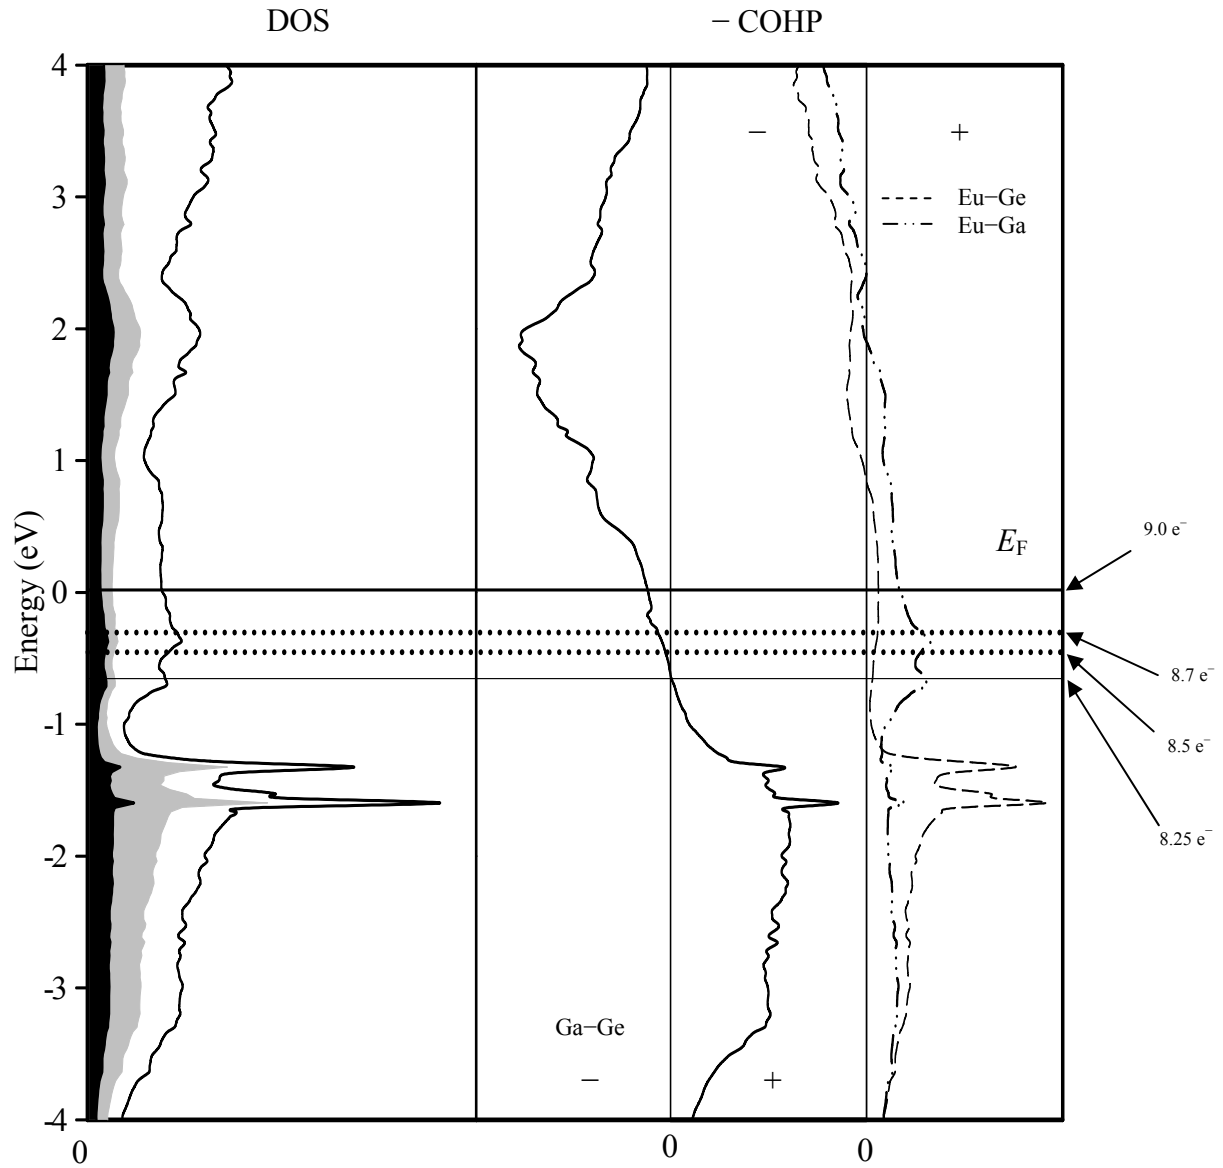 DOS
− COHP
4
3
2
1
0
-1
-2
-3
-4
Energy (eV)
− +
Eu−Ge
Eu−Ga
E_F
9.0 e⁻
8.7 e⁻
8.5 e⁻
8.25 e⁻
Ga−Ge
− +
0
0
0